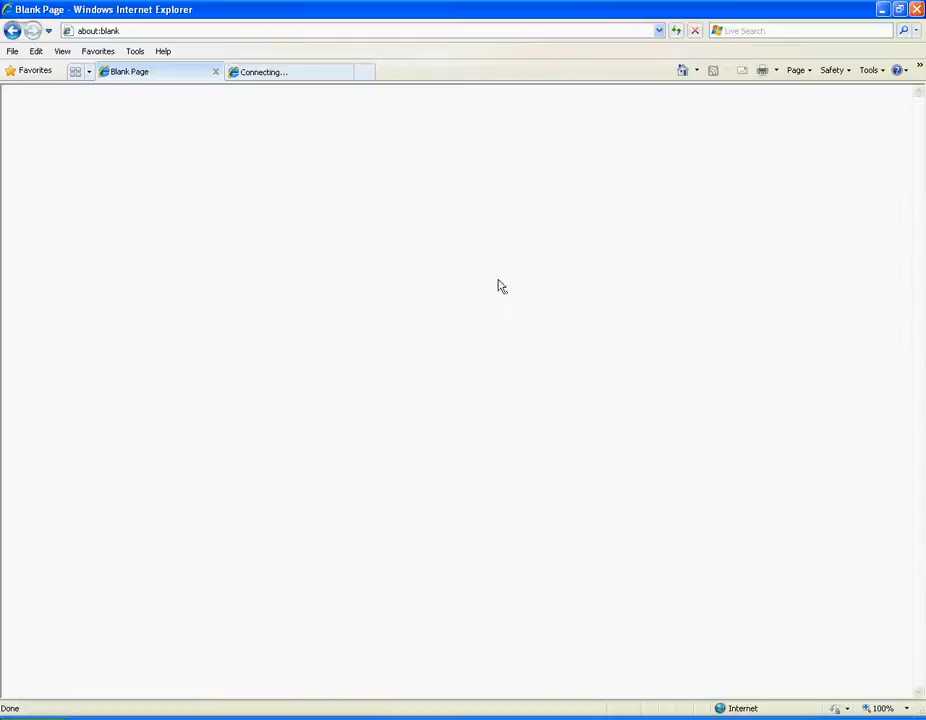 Blank Page - Windows Internet Explorer
about:blank
Live Search
File Edit View Favorites Tools Help
Favorites Blank Page Connecting... Page Safety Tools
Done Internet 100%